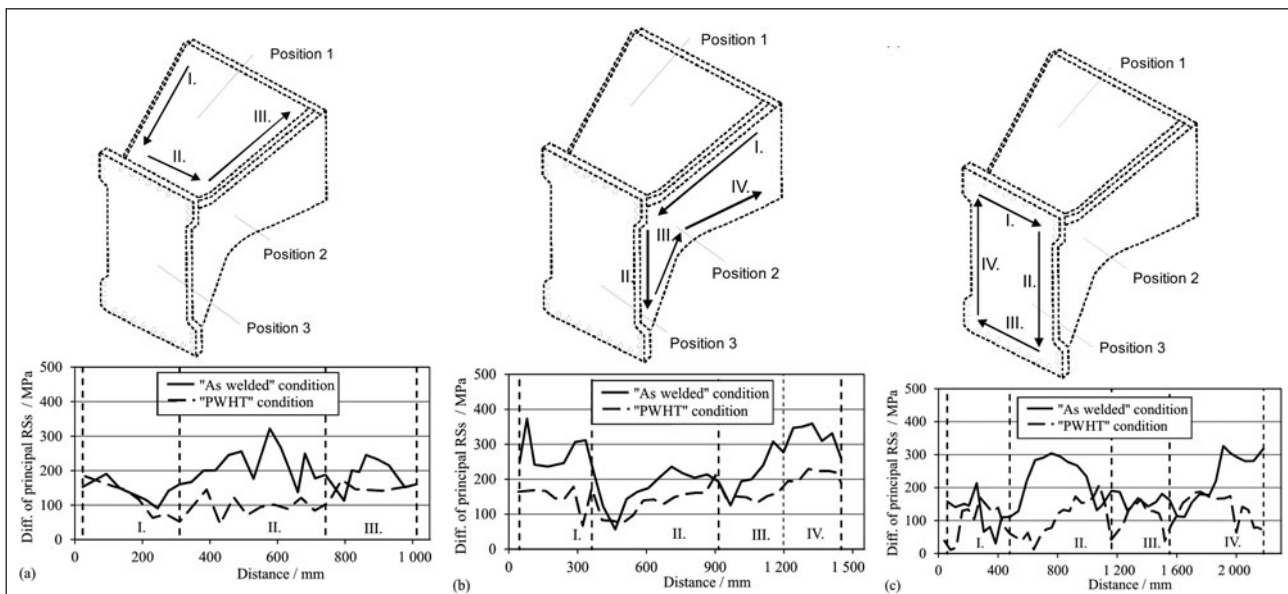 Position 1
I.
III.
II.
Position 2
Position 3
Diff. of principal RSs / MPa
500
400
300
200
100
0
"As welded" condition
"PWHT" condition
I.
II.
III.
0
200
400
600
800
1 000
Distance / mm
(a)
Position 1
I.
IV.
III.
II.
Position 2
Position 3
Diff. of principal RSs / MPa
500
400
300
200
100
0
"As welded" condition
"PWHT" condition
I.
II.
III.
IV.
0
300
600
900
1 200
1 500
Distance / mm
(b)
Position 1
I.
IV.
II.
III.
Position 2
Position 3
Diff. of principal RSs / MPa
500
400
300
200
100
0
"As welded" condition
"PWHT" condition
I.
II.
III.
IV.
0
400
800
1 200
1 600
2 000
Distance / mm
(c)